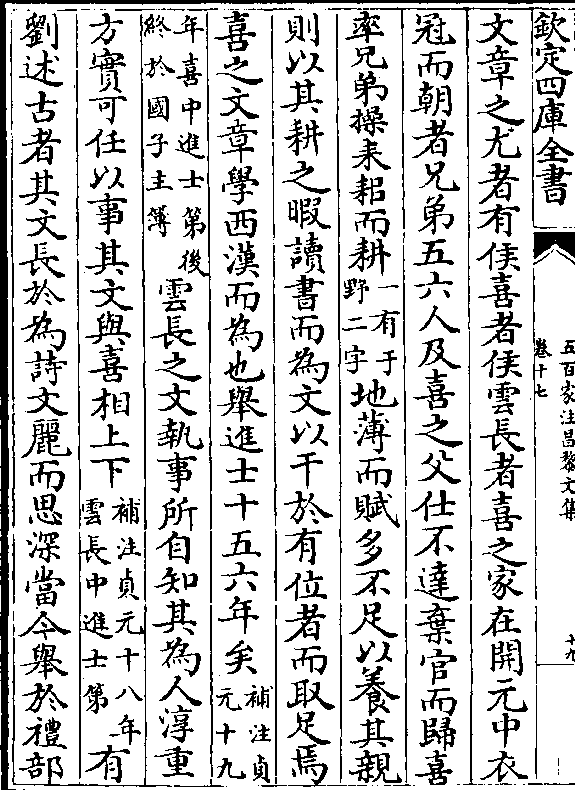 欽定四庫全書
五百家注昌黎文集
卷十七
十九
文章之尤者有侯喜者侯雲長者喜之家在開元中衣
冠而朝者兄弟五六人及喜之父仕不達棄官而歸喜
率兄弟操耒耜而耕一有于野二字地薄而賦多不足以養其親
則以其耕之暇讀書而為文以干於有位者而取足焉
喜之文章學西漢而為也舉進士十五六年矣補注貞元十九
年喜中進士第後終於國子主簿雲長之文執事所自知其為人淳重
方實可任以事其文與喜相上下補注貞元十八年雲長中進士第有
劉述古者其文長於為詩文麗而思深當今舉於禮部